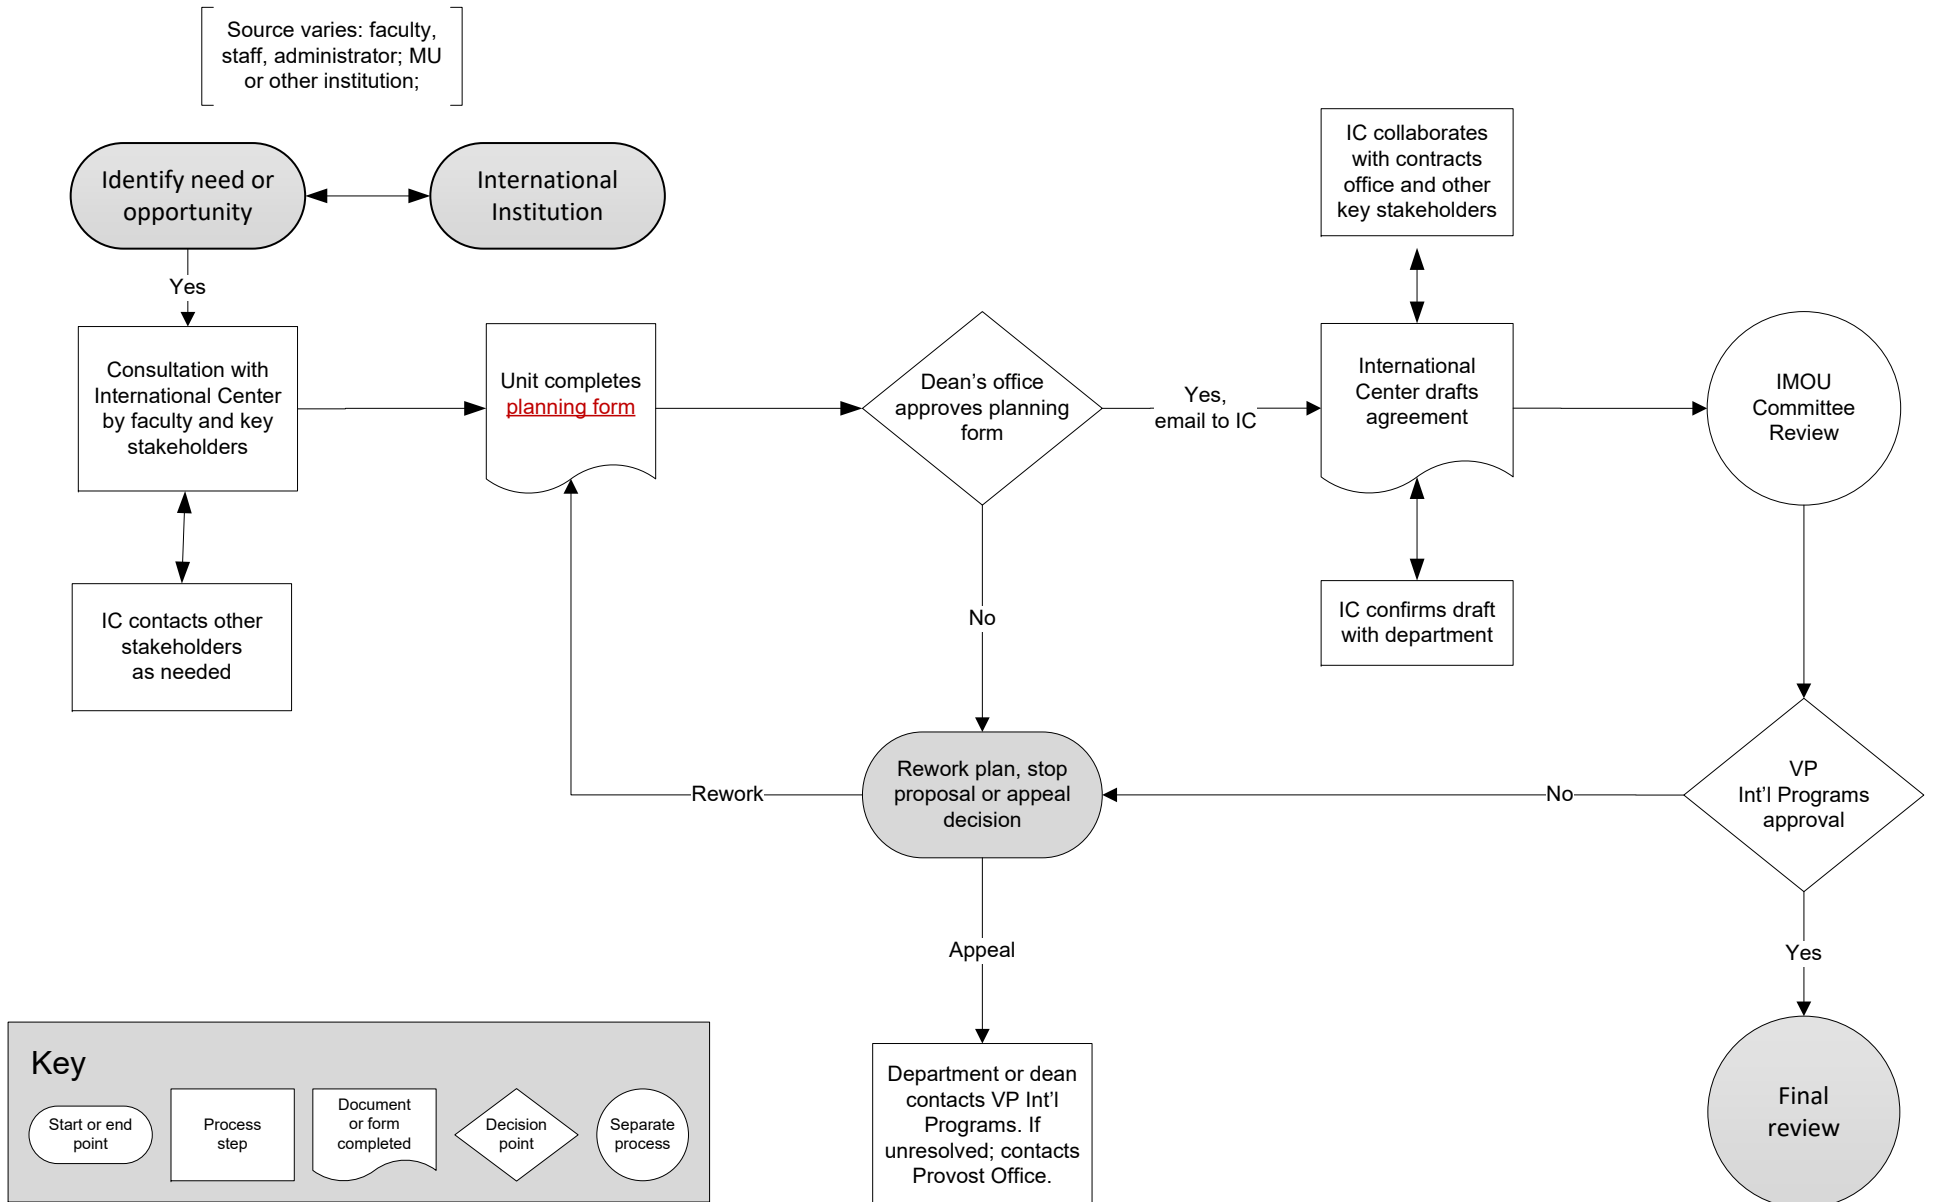 Source varies: faculty,
staff, administrator; MU
or other institution;
Identify need or
opportunity
International
Institution
Yes
Consultation with
International Center
by faculty and key
stakeholders
IC contacts other
stakeholders
as needed
Unit completes
planning form
Dean’s office
approves planning
form
Yes,
email to IC
IC collaborates
with contracts
office and other
key stakeholders
International
Center drafts
agreement
IC confirms draft
with department
IMOU
Committee
Review
No
Rework plan, stop
proposal or appeal
decision
Rework
No
VP
Int’l Programs
approval
Appeal
Yes
Department or dean
contacts VP Int’l
Programs. If
unresolved; contacts
Provost Office.
Final
review
Key
Start or end
point
Process
step
Document
or form
completed
Decision
point
Separate
process